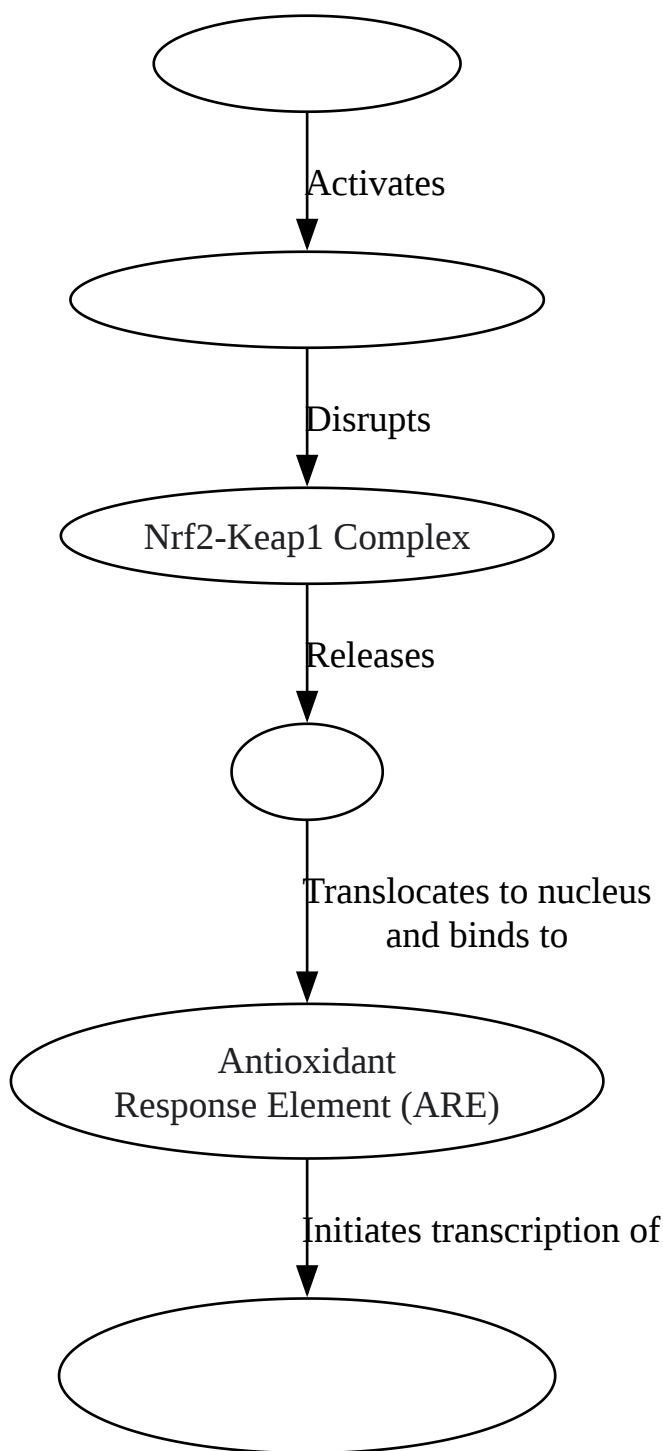 Activates
Disrupts
Nrf2-Keap1 Complex
Releases
Translocates to nucleus
and binds to
Antioxidant
Response Element (ARE)
Initiates transcription of